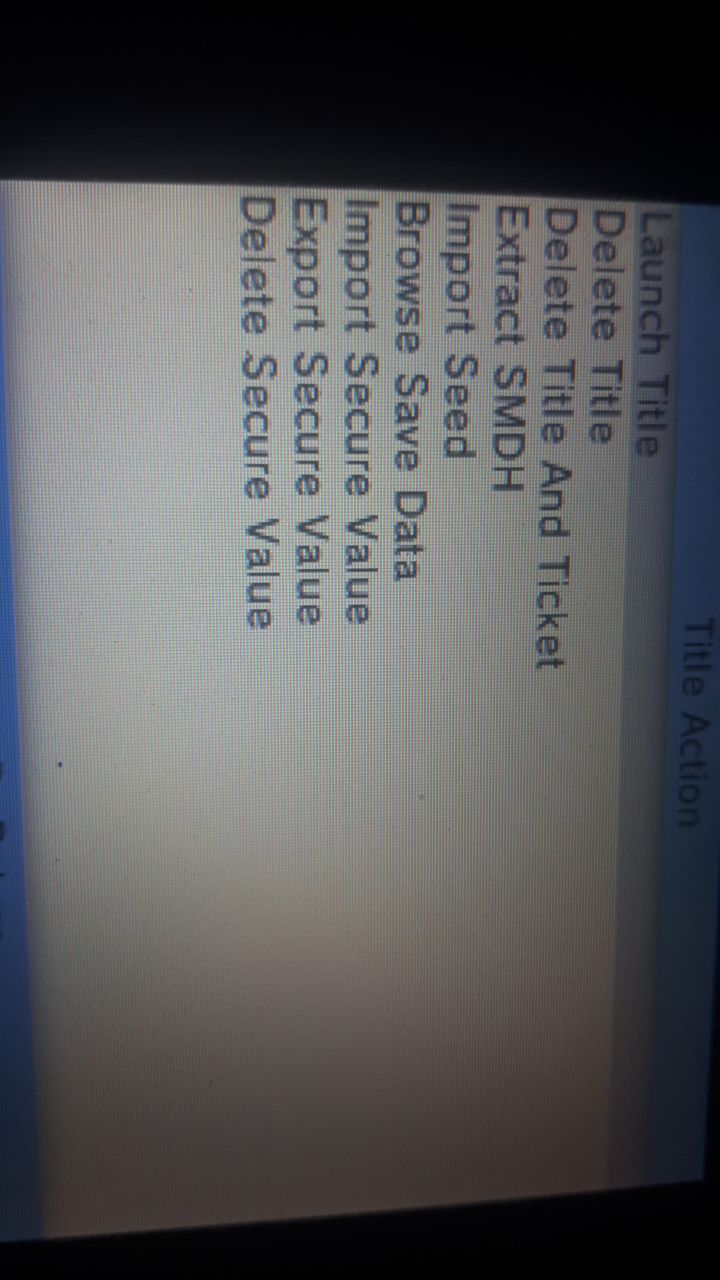 Title Action
Launch Title
Delete Title
Delete Title And Ticket
Extract SMDH
Import Seed
Browse Save Data
Import Secure Value
Export Secure Value
Delete Secure Value